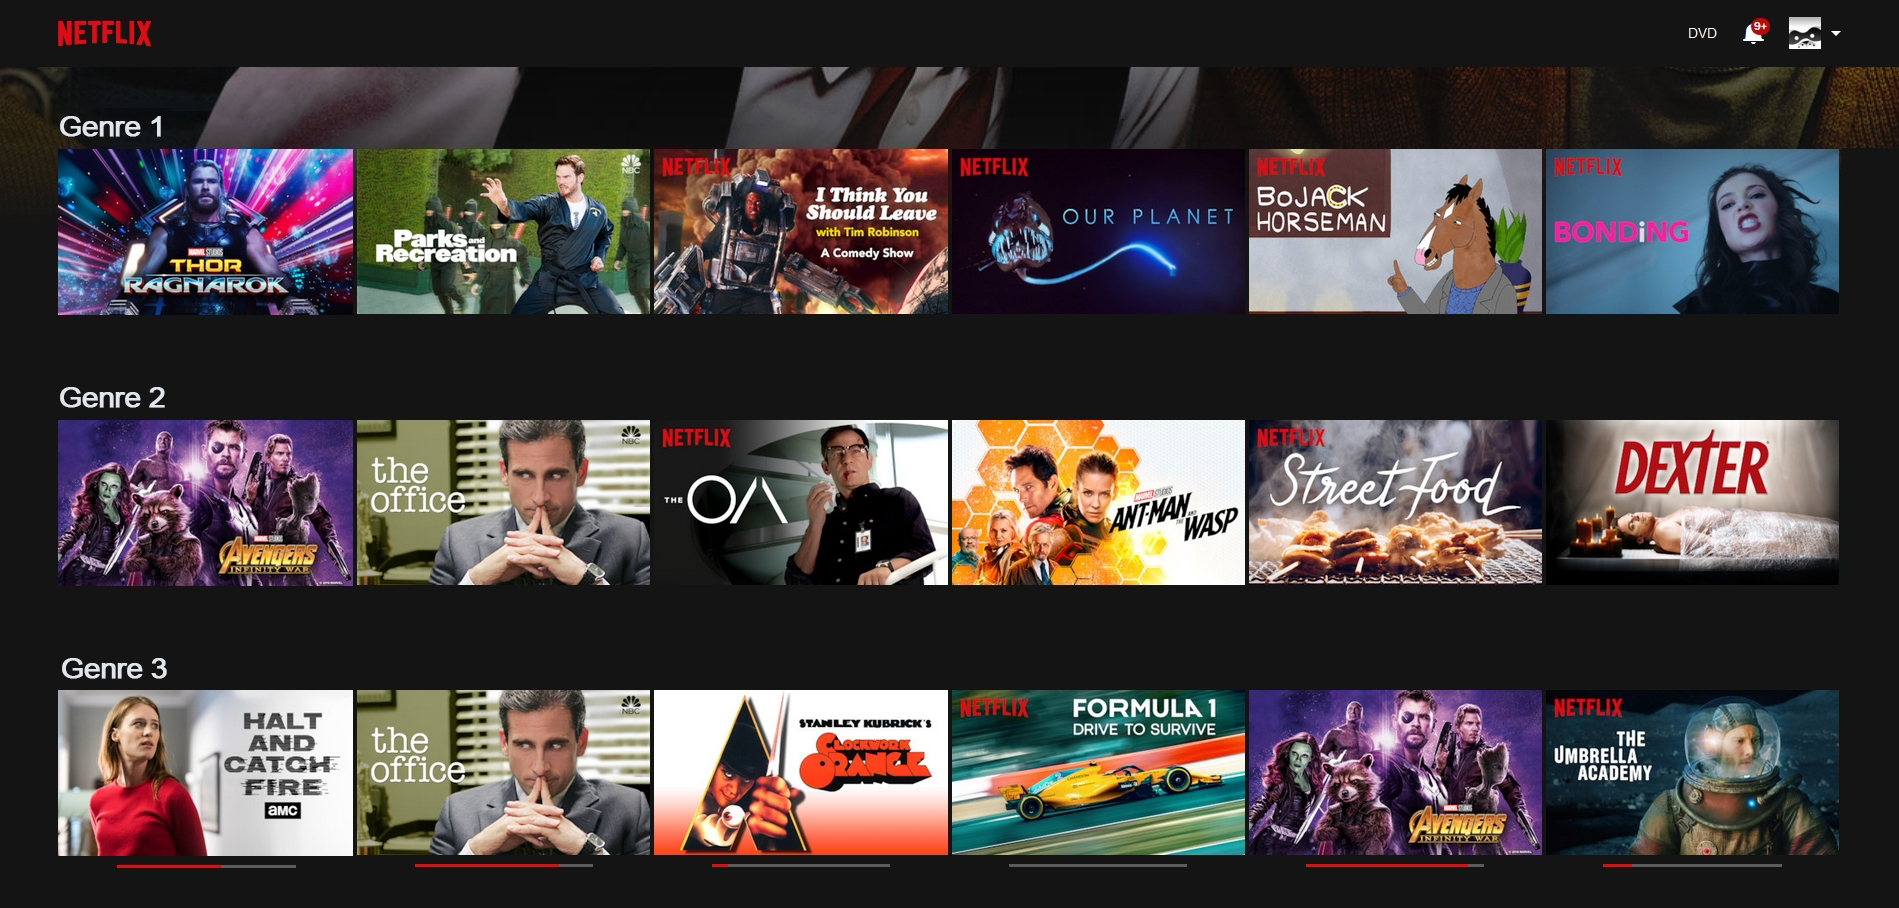 NETFLIX
DVD
9+
Genre 1
MARVEL STUDIOS
THOR
RAGNAROK
Parks and
Recreation
NBC
NETFLIX
I Think You
Should Leave
with Tim Robinson
A Comedy Show
NETFLIX
OUR PLANET
NETFLIX
BOJACK
HORSEMAN
NETFLIX
BONDiNG
Genre 2
MARVEL STUDIOS
AVENGERS
INFINITY WAR
NBC
the
office
NETFLIX
THE OA
MARVEL STUDIOS
ANT-MAN
AND THE WASP
NETFLIX
Street Food
DEXTER
Genre 3
HALT
AND
CATCH
FIRE
aMC
NBC
the
office
STANLEY KUBRICK'S
CLOCKWORK
ORANGE
NETFLIX
FORMULA 1
DRIVE TO SURVIVE
MARVEL STUDIOS
AVENGERS
INFINITY WAR
NETFLIX
THE
UMBRELLA
ACADEMY